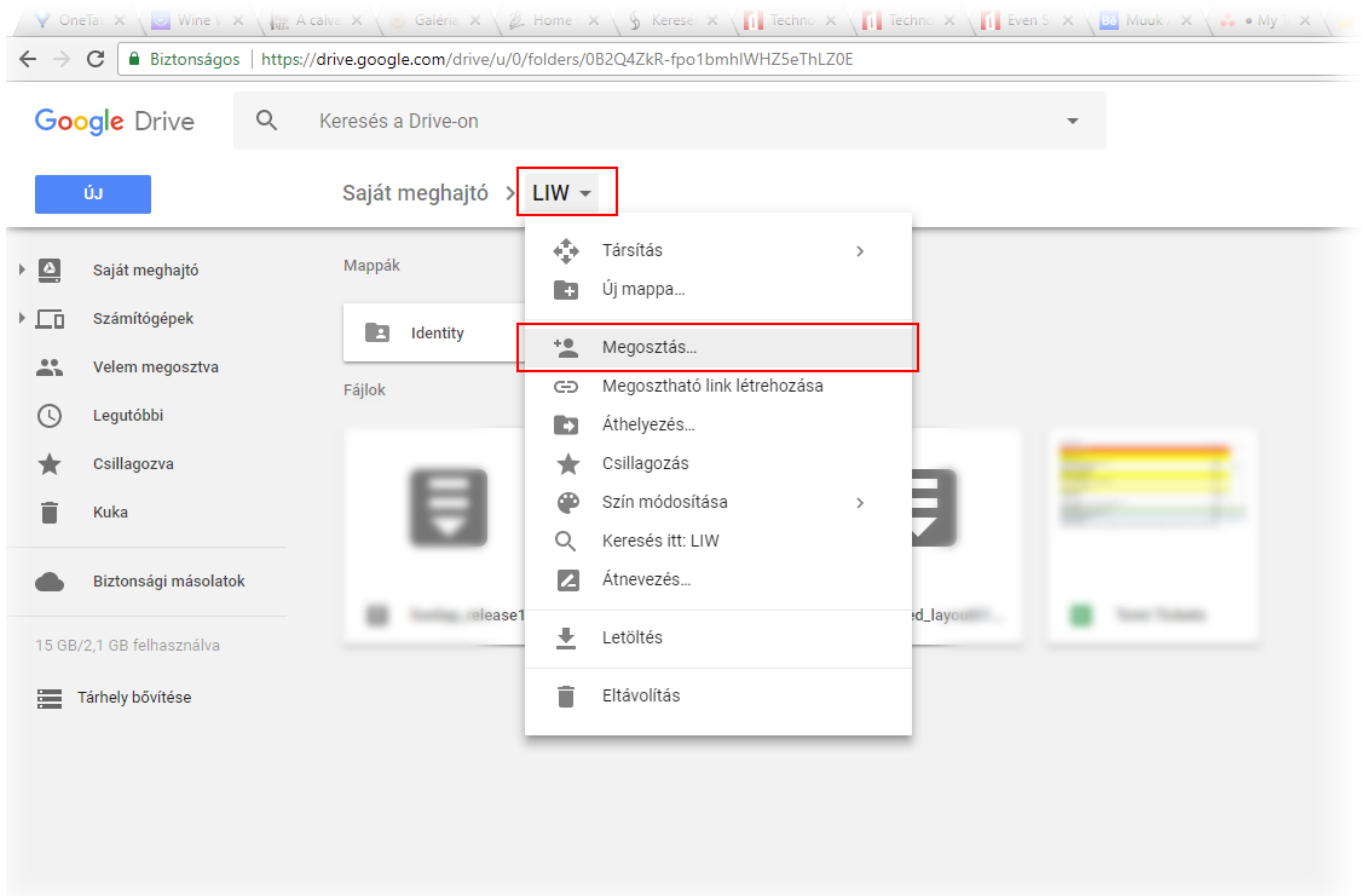 OneTa
Wine
A calva
Galéria
Home
Keresé
Techno
Techno
Even S
Bē Muuk
My T
Biztonságos | https://drive.google.com/drive/u/0/folders/0B2Q4ZkR-fpo1bmhIWHZ5eThLZ0E
Google Drive
Keresés a Drive-on
ÚJ
Saját meghajtó > LIW
Saját meghajtó
Számítógépek
Velem megosztva
Legutóbbi
Csillagozva
Kuka
Biztonsági másolatok
15 GB/2,1 GB felhasználva
Tárhely bővítése
Mappák
Identity
Fájlok
Társítás
Új mappa...
Megosztás...
Megosztható link létrehozása
Áthelyezés...
Csillagozás
Szín módosítása
Keresés itt: LIW
Átnevezés...
Letöltés
Eltávolítás